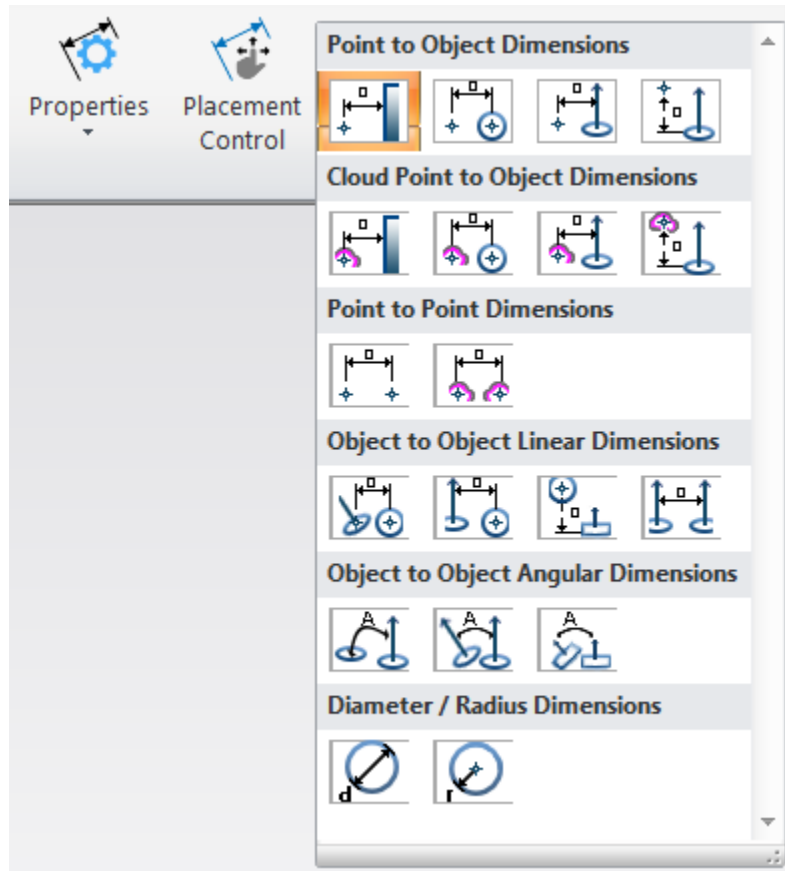 Properties
Placement
Control
Point to Object Dimensions
Cloud Point to Object Dimensions
Point to Point Dimensions
Object to Object Linear Dimensions
Object to Object Angular Dimensions
A
A
A
Diameter / Radius Dimensions
d
r